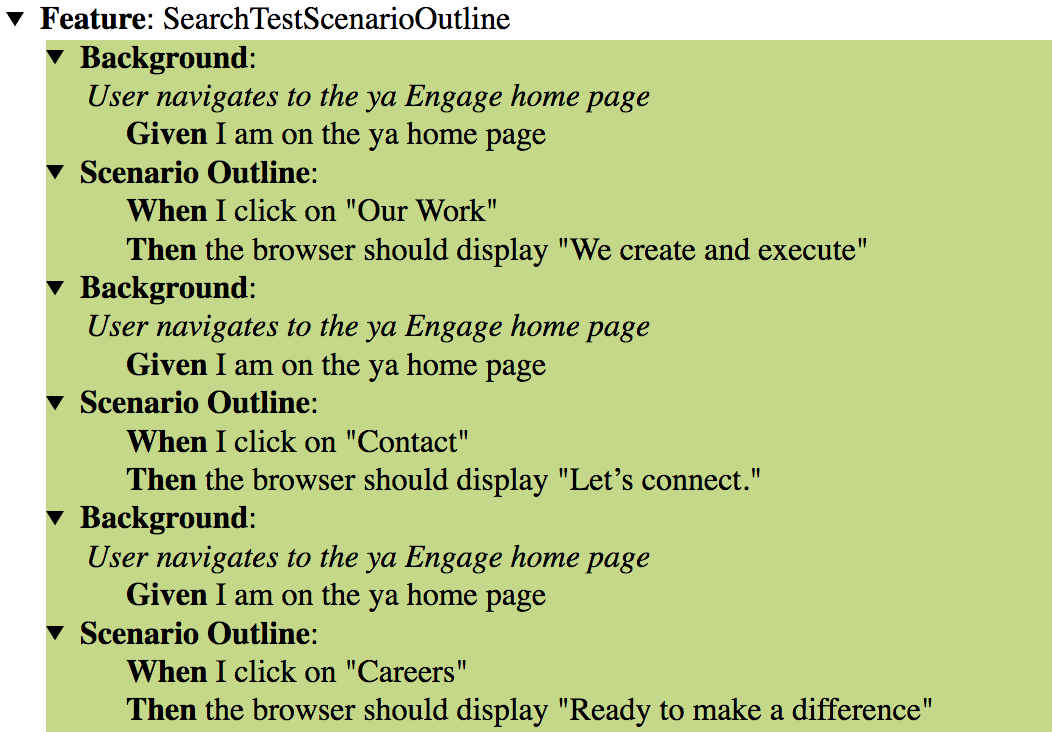 Feature: SearchTestScenarioOutline
Background:
User navigates to the ya Engage home page
Given I am on the ya home page
Scenario Outline:
When I click on "Our Work"
Then the browser should display "We create and execute"
Background:
User navigates to the ya Engage home page
Given I am on the ya home page
Scenario Outline:
When I click on "Contact"
Then the browser should display "Let’s connect."
Background:
User navigates to the ya Engage home page
Given I am on the ya home page
Scenario Outline:
When I click on "Careers"
Then the browser should display "Ready to make a difference"